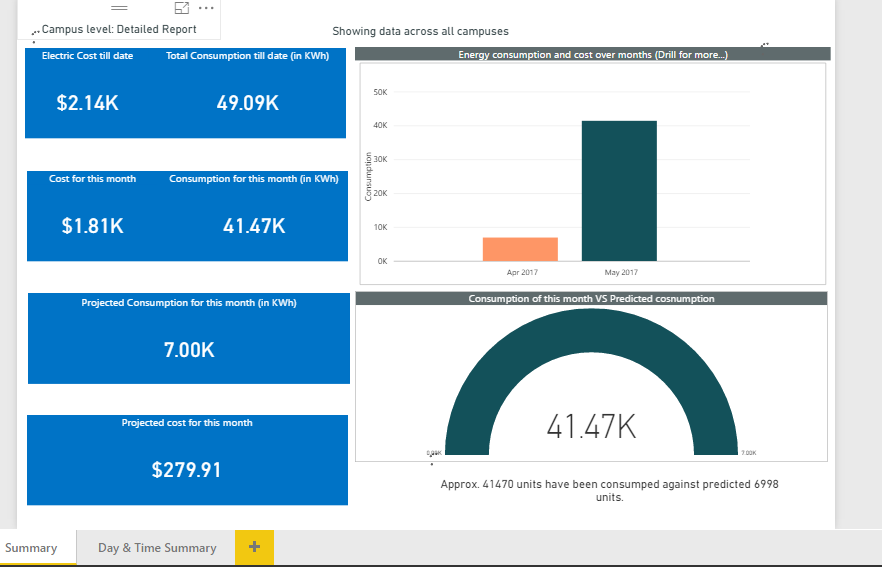 Campus level: Detailed Report
Showing data across all campuses
Electric Cost till date
Total Consumption till date (in KWh)
$2.14K
49.09K
Cost for this month
Consumption for this month (in KWh)
$1.81K
41.47K
Projected Consumption for this month (in KWh)
7.00K
Projected cost for this month
$279.91
Energy consumption and cost over months (Drill for more...)
Consumption
50K
40K
30K
20K
10K
0K
Apr 2017
May 2017
Consumption of this month VS Predicted cosnumption
41.47K
0.00K
7.00K
Approx. 41470 units have been consumped against predicted 6998
units.
Summary
Day & Time Summary
+